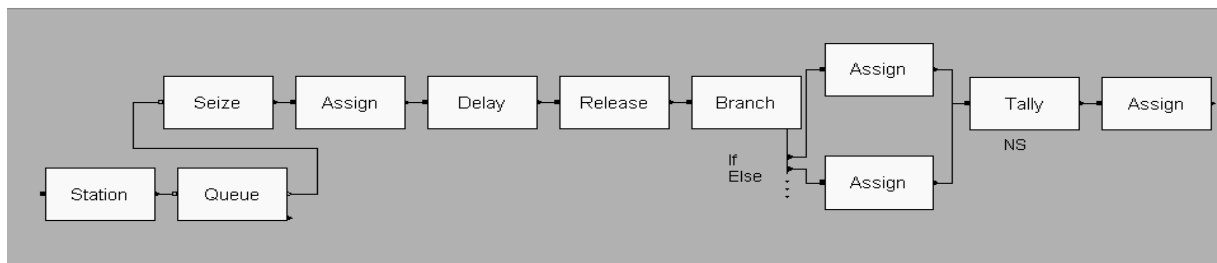 Station
Queue
Seize
Assign
Delay
Release
Branch
If
Else
Assign
Assign
Tally
NS
Assign